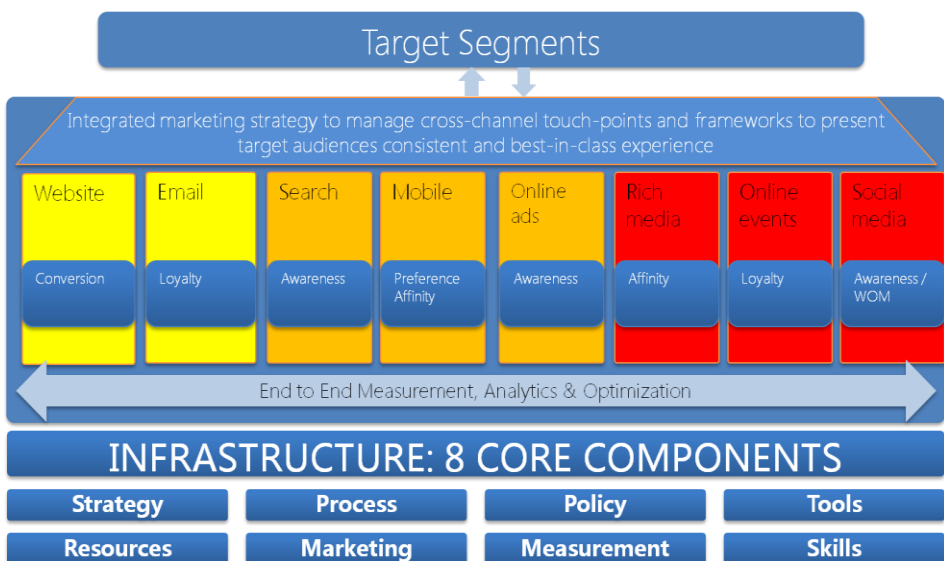 Target Segments
Integrated marketing strategy to manage cross-channel touch-points and frameworks to present
target audiences consistent and best-in-class experience
Website
Email
Search
Mobile
Online
ads
Rich
media
Online
events
Social
media
Conversion
Loyalty
Awareness
Preference
Affinity
Awareness
Affinity
Loyalty
Awareness /
WOM
End to End Measurement, Analytics & Optimization
INFRASTRUCTURE: 8 CORE COMPONENTS
Strategy
Process
Policy
Tools
Resources
Marketing
Measurement
Skills